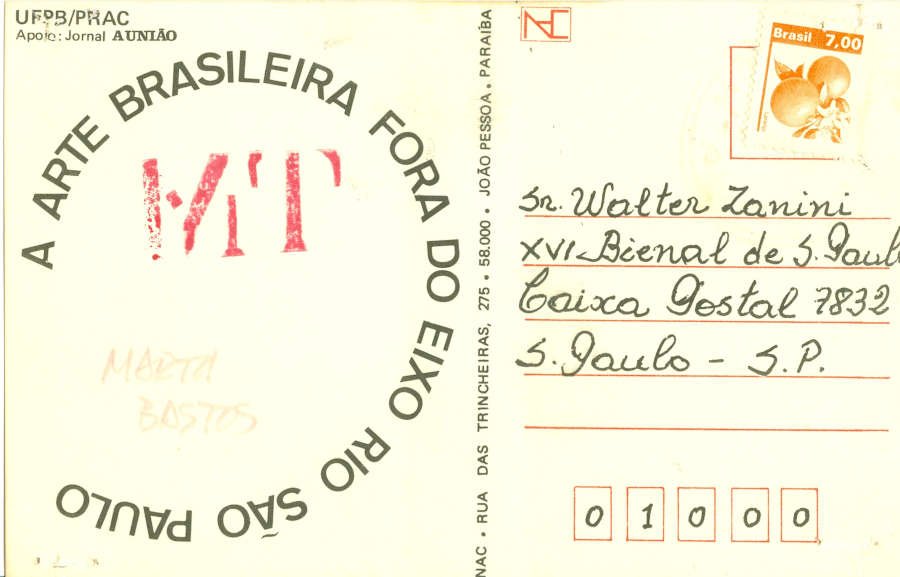 UFPB/PRAC
Apoio: Jornal A UNIÃO
A ARTE BRASILEIRA FORA DO EIXO RIO SÃO PAULO
MT
MARTA
BASTOS
NAC • RUA DAS TRINCHEIRAS, 275 • 58.000 • JOÃO PESSOA, PARAIBA
Brasil 7,00
Sr. Walter Zanini
XVI Bienal de S. Paulo
Caixa Postal 7832
S. Paulo - S.P.
0 1 0 0 0